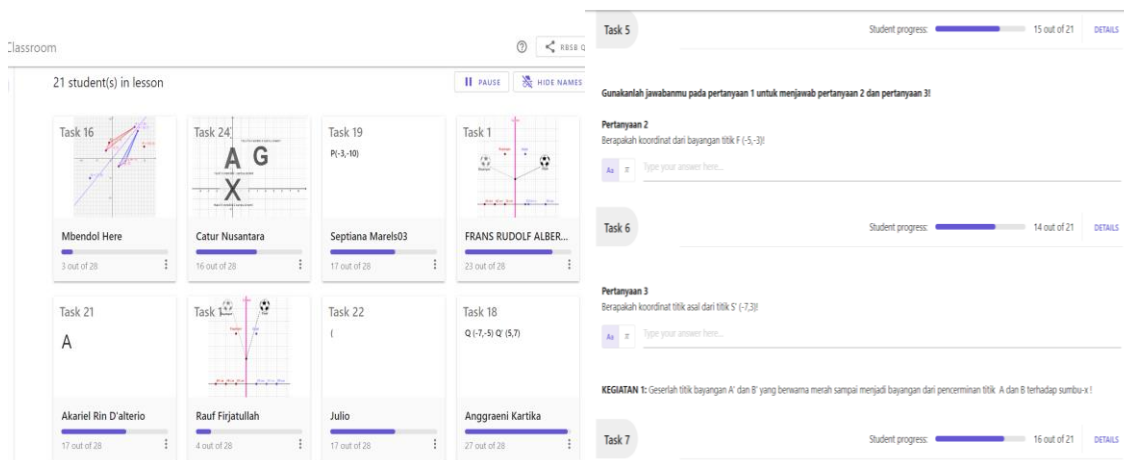 Classroom
RBSB Q
21 student(s) in lesson
PAUSE
HIDE NAMES
Task 16
Mbendol Here
3 out of 28
Task 24
A G
X
Catur Nusantara
16 out of 28
Task 19
P(-3,-10)
Septiana Marels03
17 out of 28
Task 1
FRANS RUDOLF ALBER...
23 out of 28
Task 21
A
Akariel Rin D'alterio
17 out of 28
Task 1
Rauf Firjatullah
4 out of 28
Task 22
(
Julio
17 out of 28
Task 18
Q (-7,-5) Q' (5,7)
Anggraeni Kartika
27 out of 28
Task 5
Student progress:
15 out of 21
DETAILS
Gunakanlah jawabanmu pada pertanyaan 1 untuk menjawab pertanyaan 2 dan pertanyaan 3!
Pertanyaan 2
Berapakah koordinat dari bayangan titik F (-5,-3)!
Aa π Type your answer here...
Task 6
Student progress:
14 out of 21
DETAILS
Pertanyaan 3
Berapakah koordinat titik asal dari titik S' (-7,3)!
Aa π Type your answer here...
KEGIATAN 1: Geserlah titik bayangan A' dan B' yang berwarna merah sampai menjadi bayangan dari pencerminan titik A dan B terhadap sumbu-x !
Task 7
Student progress:
16 out of 21
DETAILS